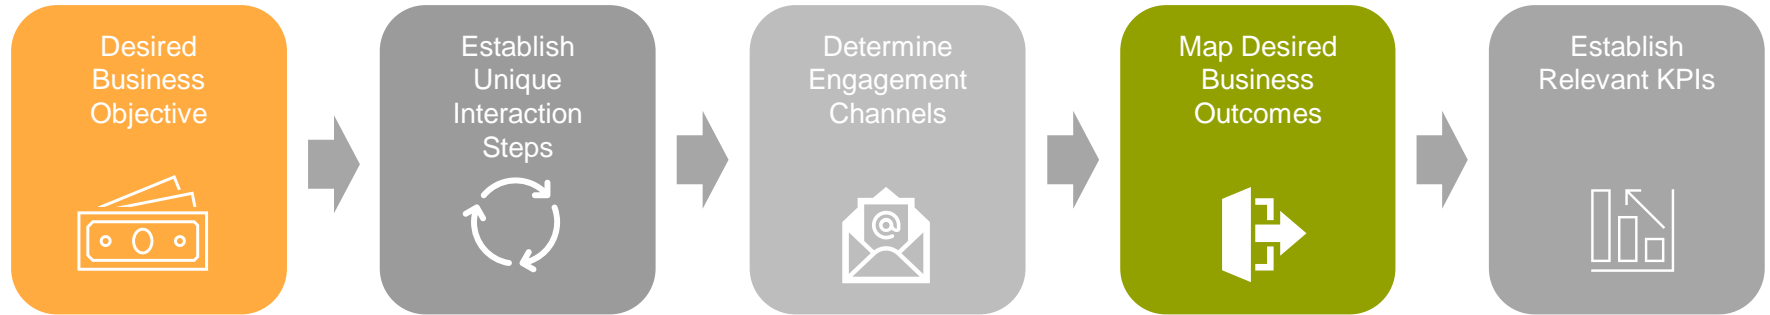 Desired
Business
Objective
Establish
Unique
Interaction
Steps
Determine
Engagement
Channels
@
Map Desired
Business
Outcomes
Establish
Relevant KPIs